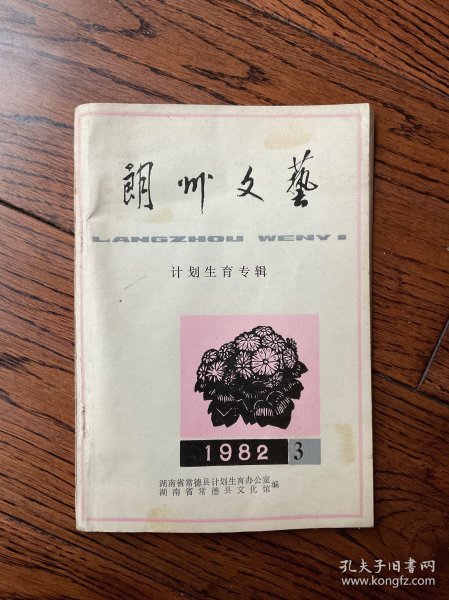 朗州文藝
LANGZHOU WENYI
计划生育专辑
1982 3
湖南省常德县计划生育办公室
湖南省常德县文化馆 编
孔夫子旧书网
www.kongfz.com